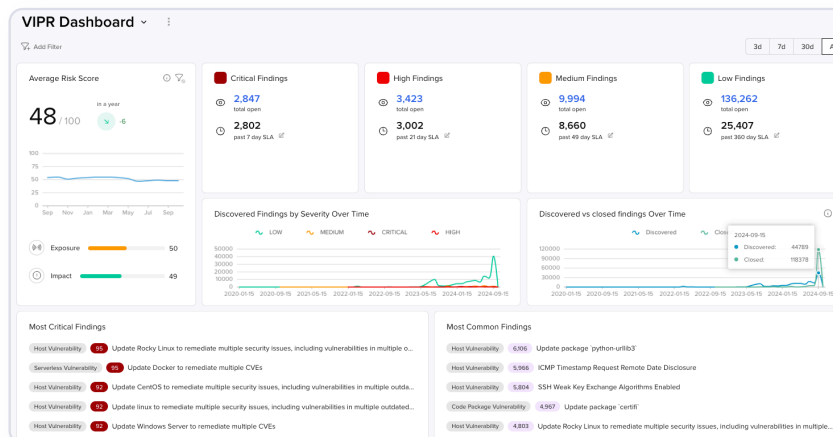 VIPR Dashboard
Add Filter
3d 7d 30d A
Average Risk Score
48 / 100
in a year
-6
100
75
50
25
0
Sep Nov Jan Mar May Jul Sep
Exposure 50
Impact 49
Critical Findings
2,847
total open
2,802
past 7 day SLA
High Findings
3,423
total open
3,002
past 21 day SLA
Medium Findings
9,994
total open
8,660
past 49 day SLA
Low Findings
136,262
total open
25,407
past 360 day SLA
Discovered Findings by Severity Over Time
LOW MEDIUM CRITICAL HIGH
50000
40000
30000
20000
10000
0
2020-01-15 2020-09-15 2021-05-15 2022-01-15 2022-09-15 2023-05-15 2024-01-15 2024-09-15
Discovered vs closed findings Over Time
Discovered Clos
2024-09-15
Discovered: 44789
Closed: 118378
120000
90000
60000
30000
0
2020-01-15 2020-09-15 2021-05-15 2022-01-15 2022-09-15 2023-05-15 2024-01-15 2024-09-15
Most Critical Findings
Host Vulnerability 95 Update Rocky Linux to remediate multiple security issues, including vulnerabilities in multiple o...
Serverless Vulnerability 95 Update Docker to remediate multiple CVEs
Host Vulnerability 92 Update CentOS to remediate multiple security issues, including vulnerabilities in multiple outda...
Host Vulnerability 92 Update linux to remediate multiple security issues, including vulnerabilities in multiple outdated...
Host Vulnerability 92 Update Windows Server to remediate multiple CVEs
Most Common Findings
Host Vulnerability 6,106 Update package `python-urllib3`
Host Vulnerability 5,966 ICMP Timestamp Request Remote Date Disclosure
Host Vulnerability 5,804 SSH Weak Key Exchange Algorithms Enabled
Code Package Vulnerability 4,967 Update package `certifi`
Host Vulnerability 4,803 Update Rocky Linux to remediate multiple security issues, including vulnerabilities in multiple...